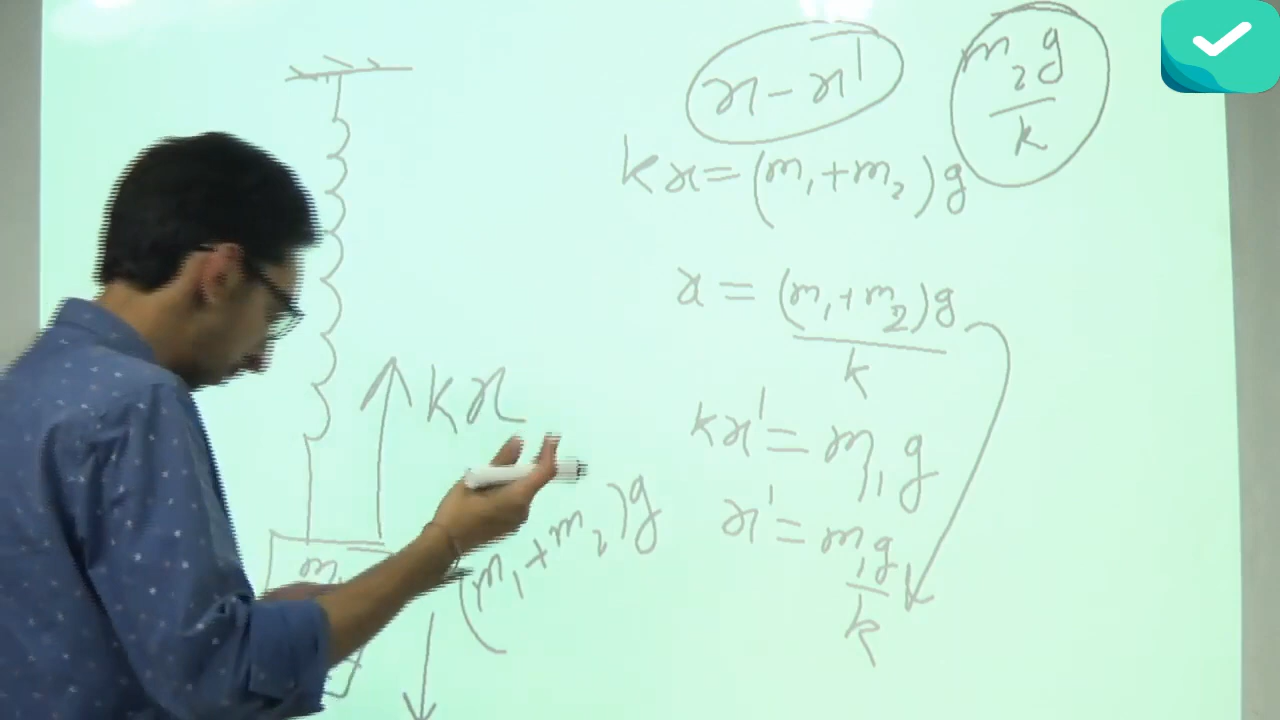 x - x'
m₂g/k
kx = (m₁+m₂)g
x = (m₁+m₂)g/k
kx
kx' = m₁g
(m₁+m₂)g
x' = m₁g/k